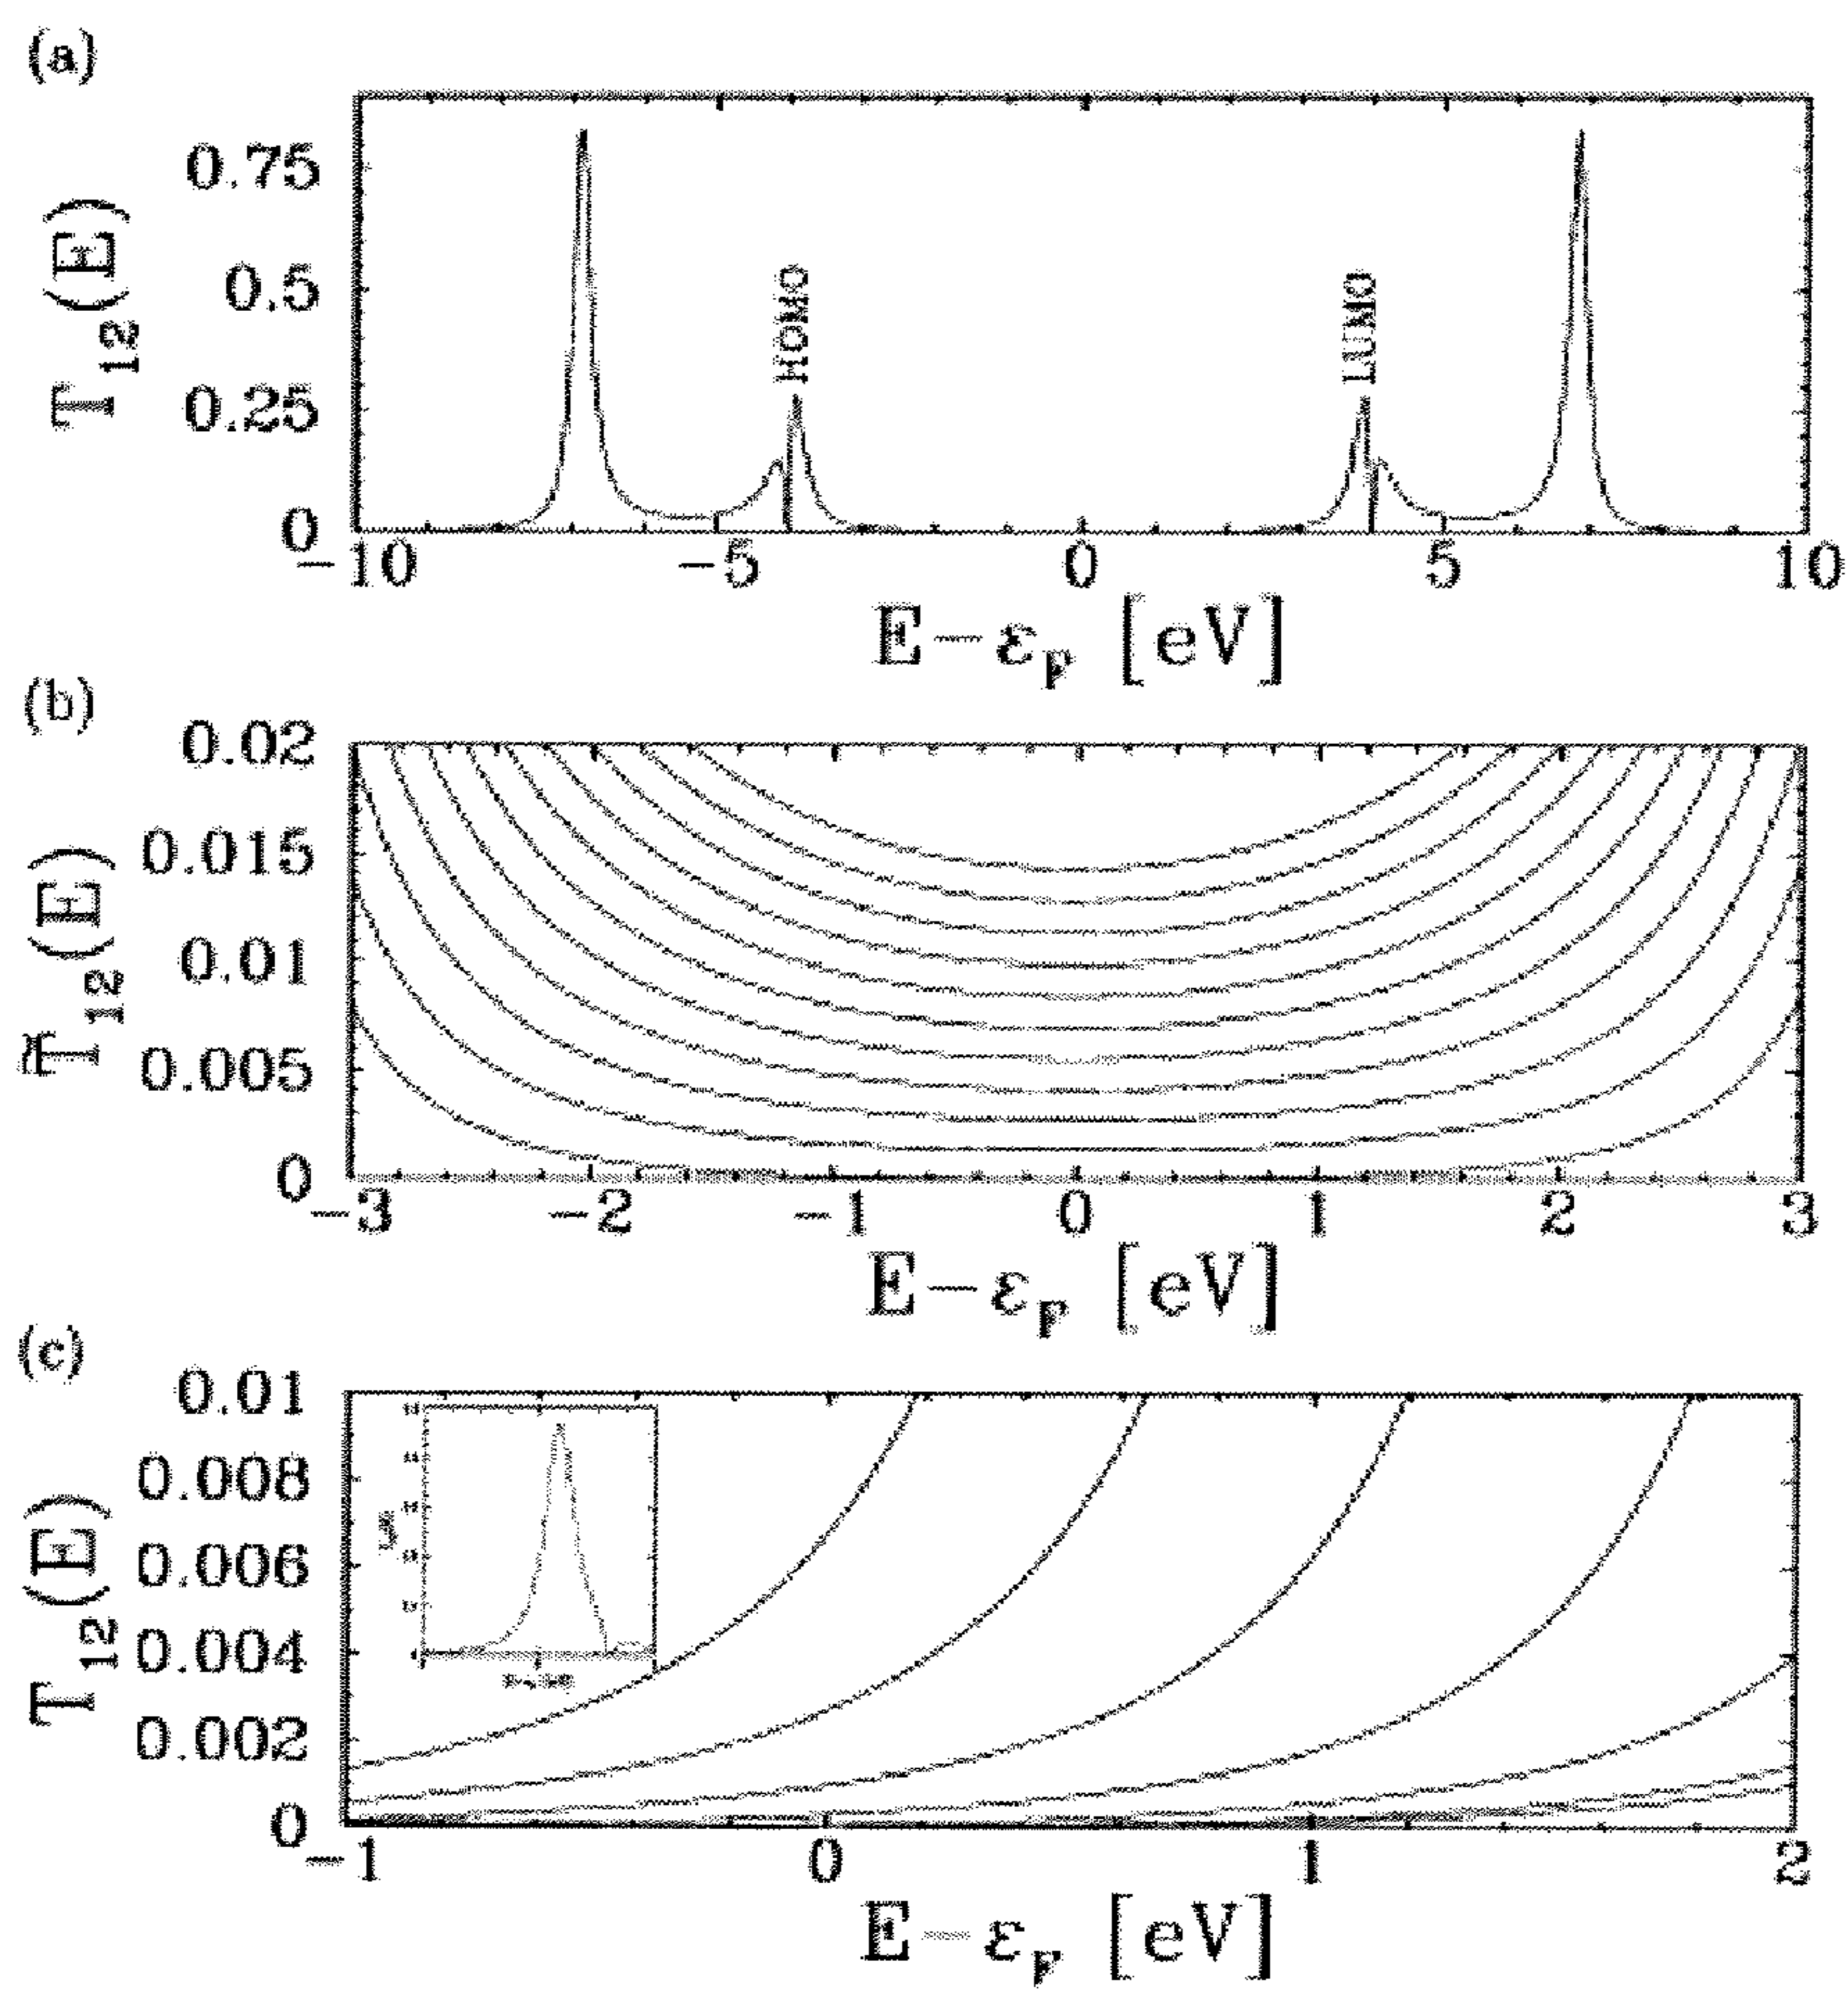 (a)
T12(E)
0.75
0.5
0.25
0
HOMO
LUMO
−10 −5 0 5 10
E−εF [eV]
(b)
T̃12(E)
0.02
0.015
0.01
0.005
0
−3 −2 −1 0 1 2 3
E−εF [eV]
(c)
T12(E)
0.01
0.008
0.006
0.004
0.002
0
−1 0 1 2
E−εF [eV]